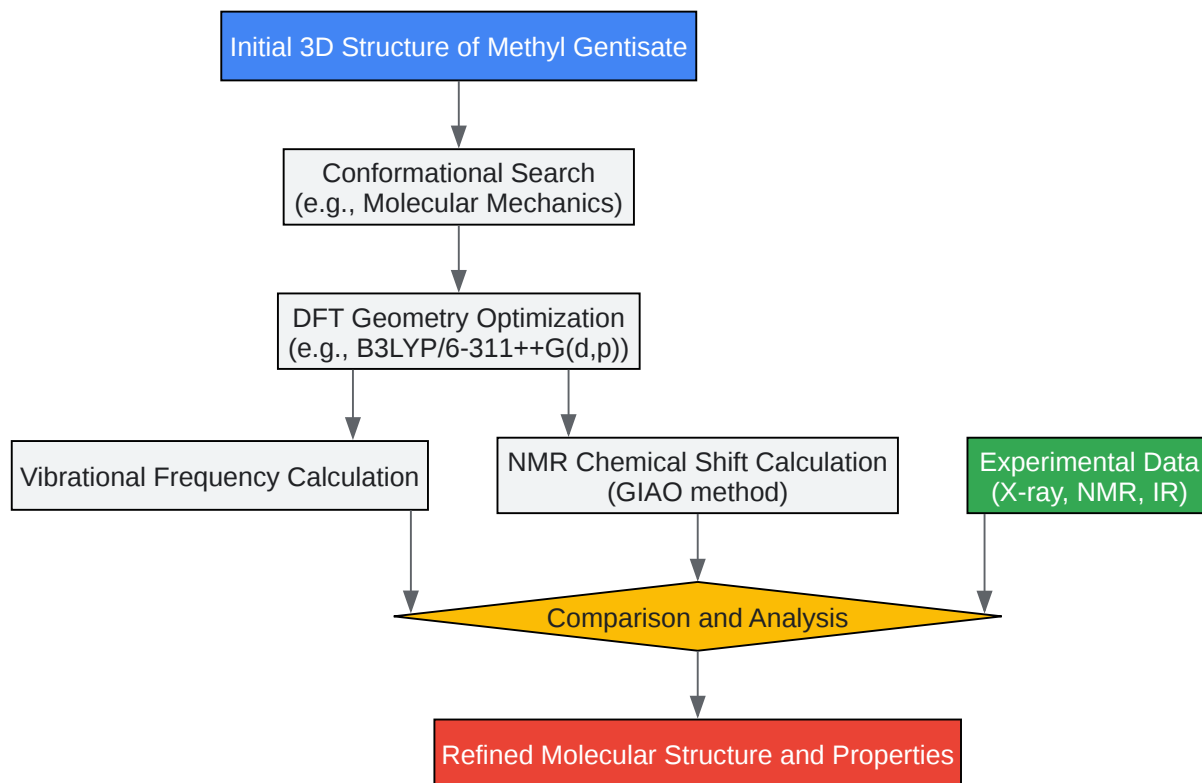 Initial 3D Structure of Methyl Gentisate
Conformational Search
(e.g., Molecular Mechanics)
DFT Geometry Optimization
(e.g., B3LYP/6-311++G(d,p))
Vibrational Frequency Calculation
NMR Chemical Shift Calculation
(GIAO method)
Experimental Data
(X-ray, NMR, IR)
Comparison and Analysis
Refined Molecular Structure and Properties